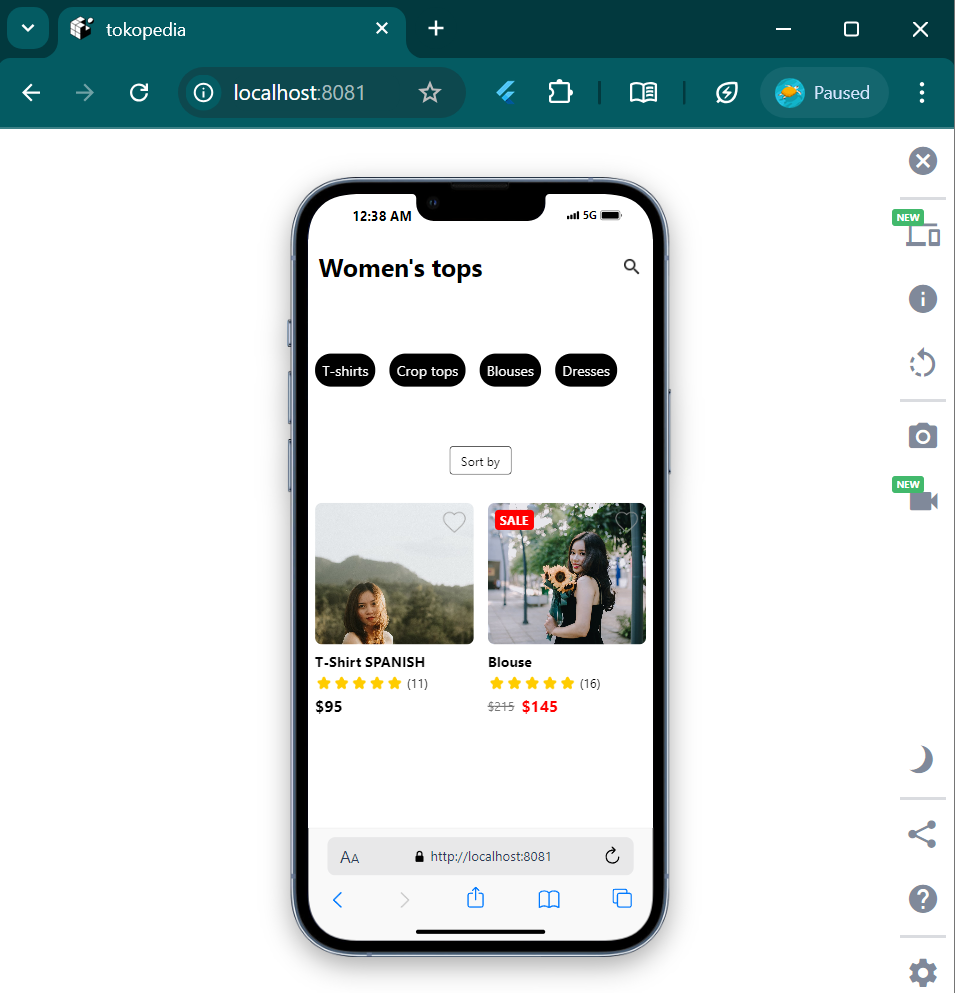 tokopedia
localhost:8081
Paused
12:38 AM 5G
NEW
Women's tops
T-shirts Crop tops Blouses Dresses
Sort by
NEW
SALE
T-Shirt SPANISH
(11)
$95
Blouse
(16)
$215 $145
AA http://localhost:8081